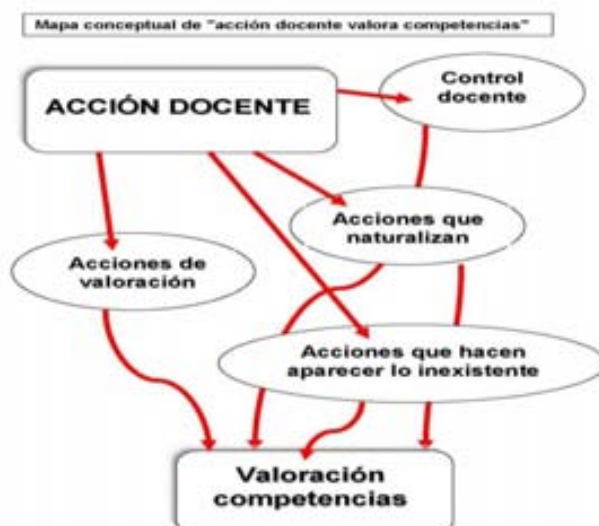 Mapa conceptual de "acción docente valora competencias"
ACCIÓN DOCENTE
Control
docente
Acciones que
naturalizan
Acciones de
valoración
Acciones que hacen
aparecer lo inexistente
Valoración
competencias